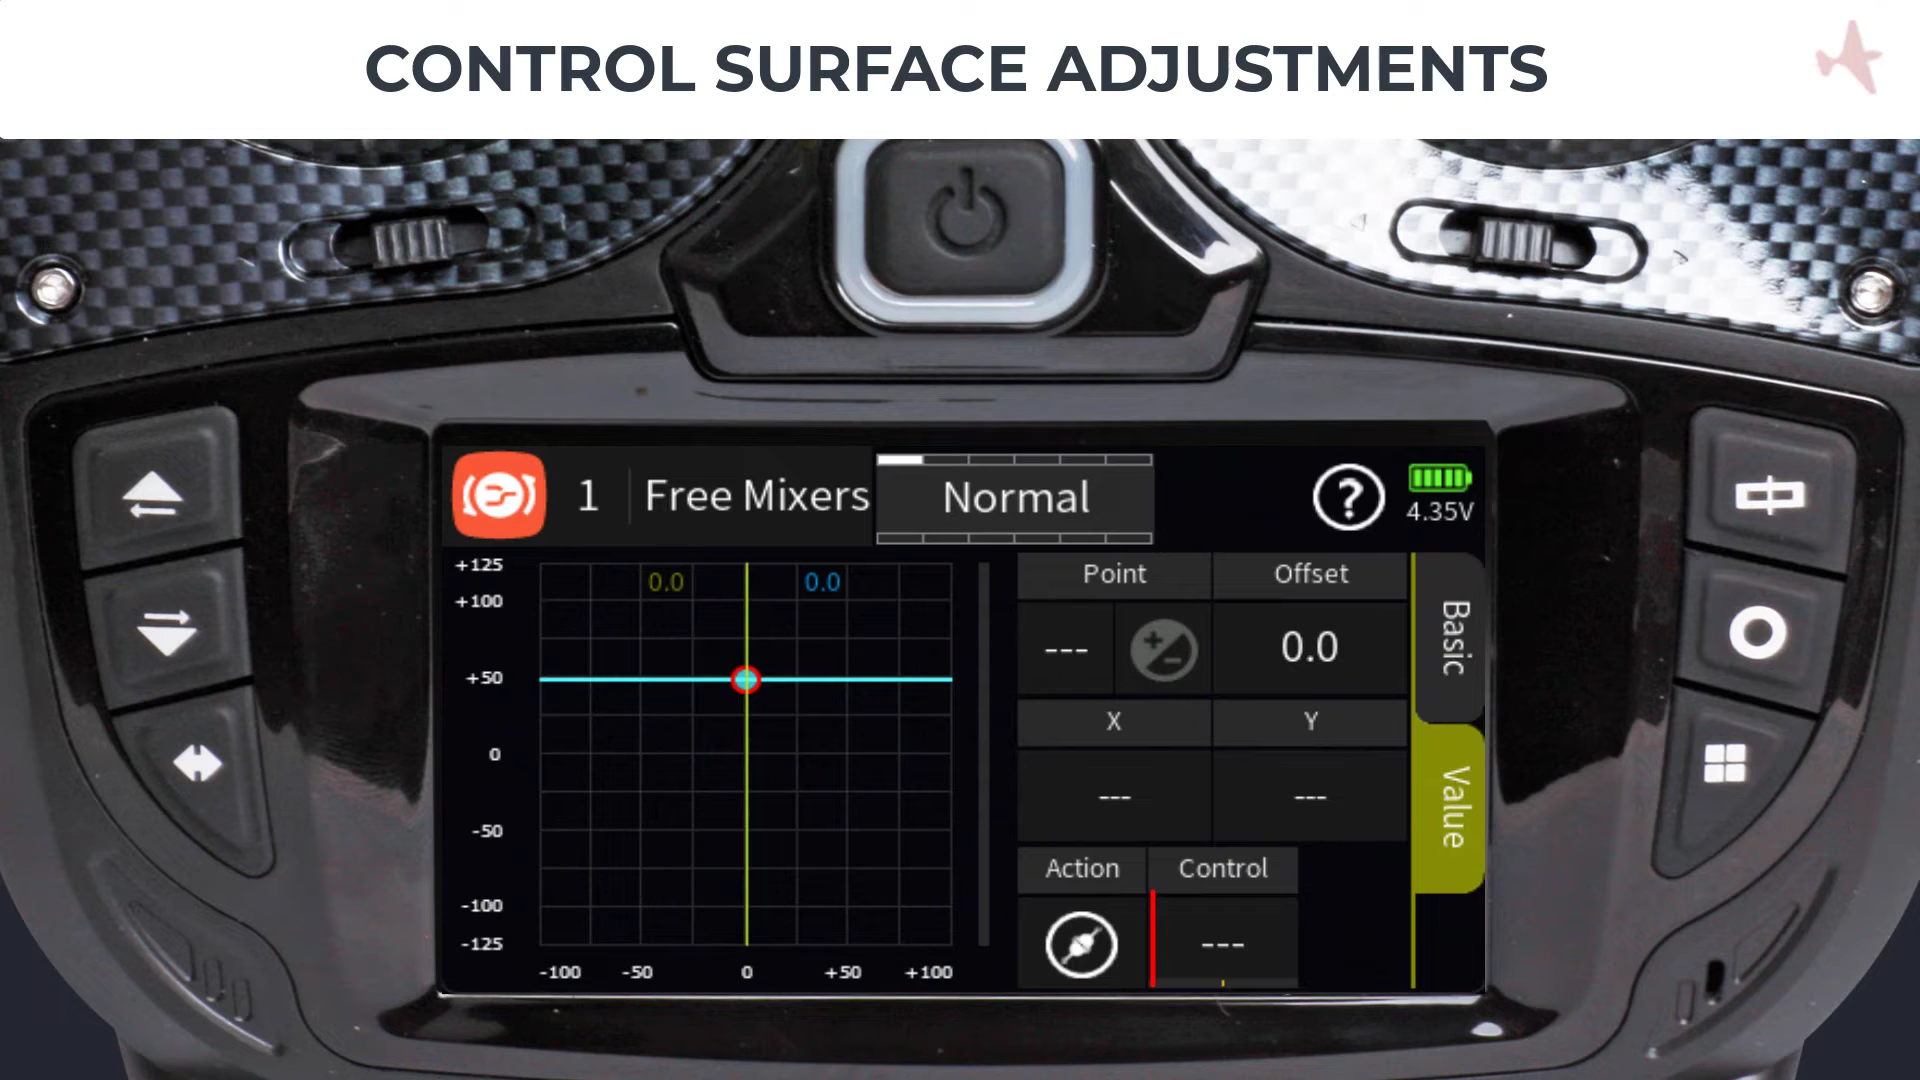 CONTROL SURFACE ADJUSTMENTS
1 Free Mixers Normal ? 4.35V
+125
+100
+50
0
-50
-100
-125
0.0 0.0
-100 -50 0 +50 +100
Point Offset
--- +- 0.0
X Y
--- ---
Action Control
---
Basic
Value